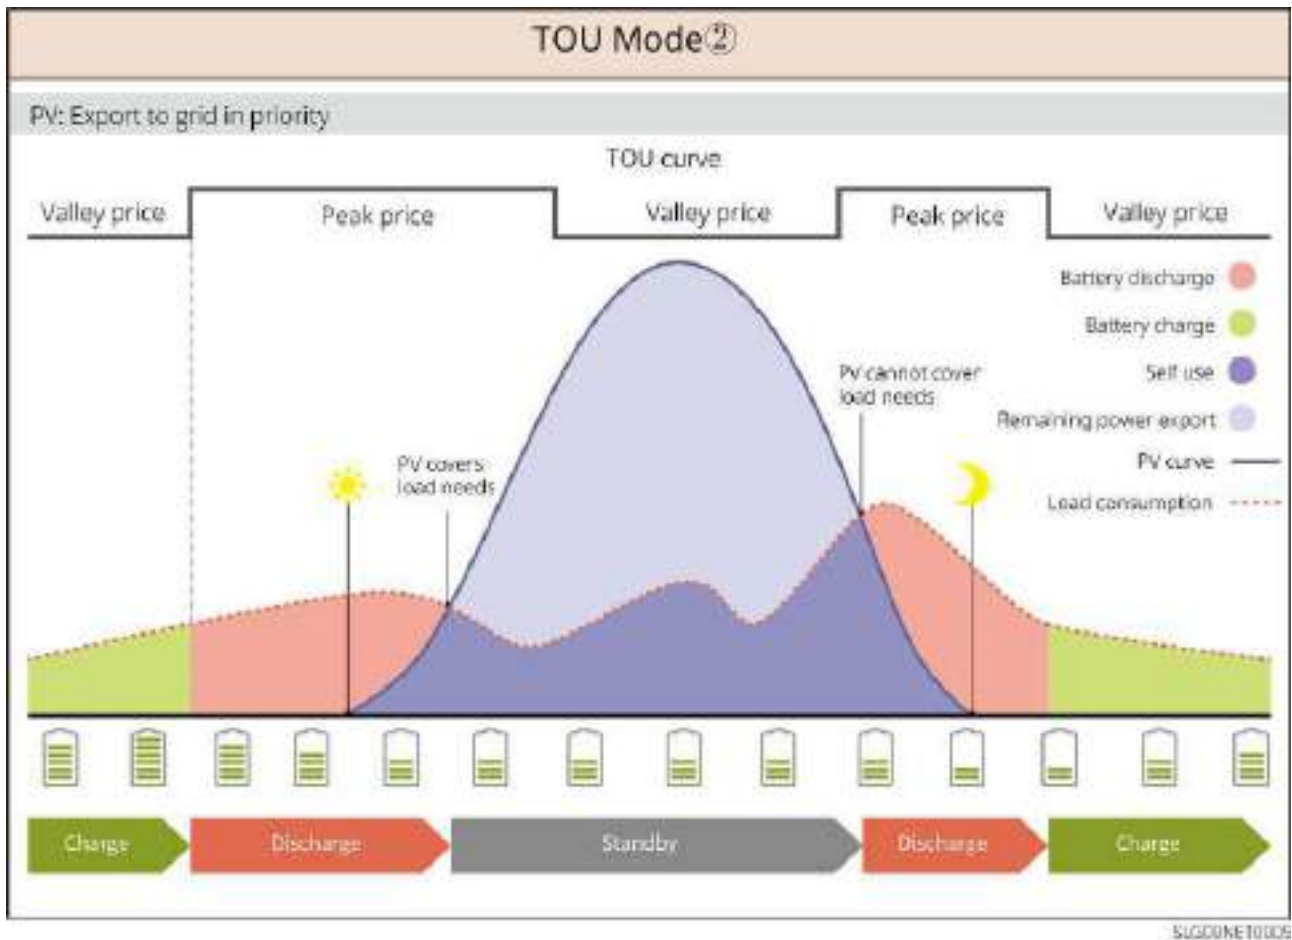 TOU Mode②
PV: Export to grid in priority
TOU curve
Valley price
Peak price
Valley price
Peak price
Valley price
Battery discharge
Battery charge
Self use
Remaining power export
PV curve
Load consumption
PV cannot cover
load needs
PV covers
load needs
Charge
Discharge
Standby
Discharge
Charge